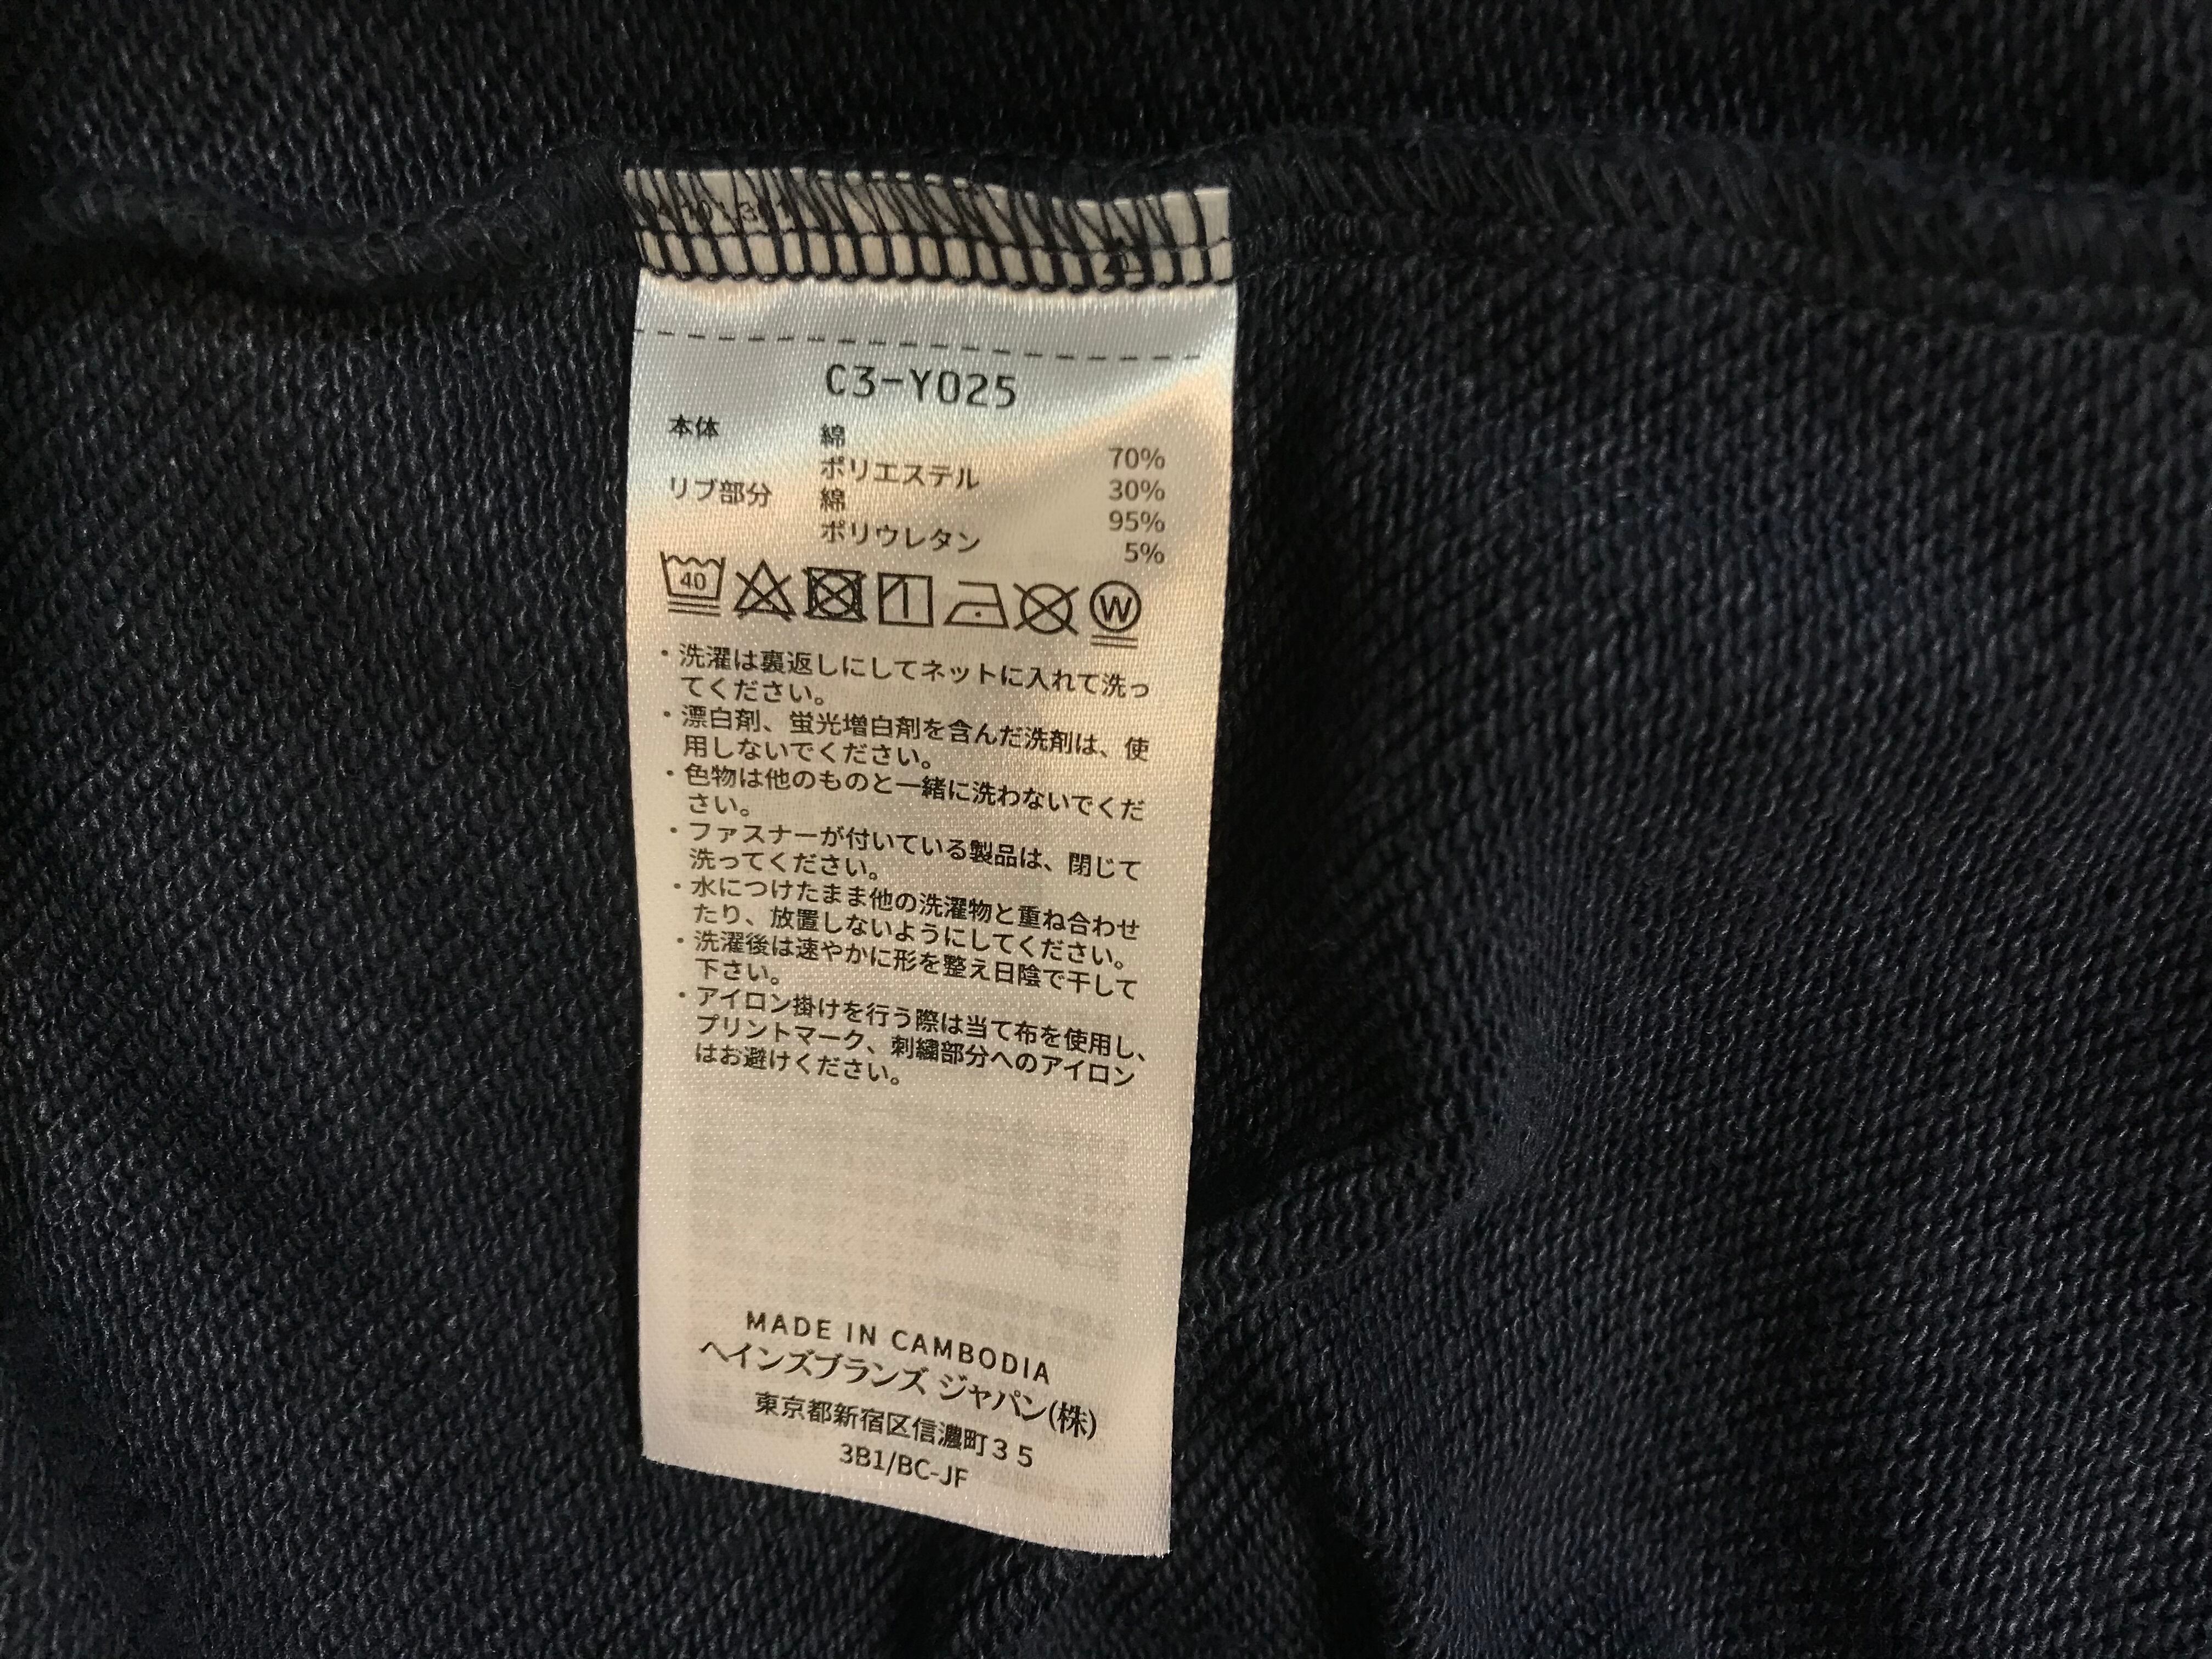 C3-Y025
本体 綿 70%
ポリエステル 30%
リブ部分 綿 95%
ポリウレタン 5%
40 W
・洗濯は裏返しにしてネットに入れて洗っ
てください。
・漂白剤、蛍光増白剤を含んだ洗剤は、使
用しないでください。
・色物は他のものと一緒に洗わないでくだ
さい。
・ファスナーが付いている製品は、閉じて
洗ってください。
・水につけたまま他の洗濯物と重ね合わせ
たり、放置しないようにしてください。
・洗濯後は速やかに形を整え日陰で干して
下さい。
・アイロン掛けを行う際は当て布を使用し、
プリントマーク、刺繍部分へのアイロン
はお避けください。
MADE IN CAMBODIA
ヘインズブランズ ジャパン(株)
東京都新宿区信濃町35
3B1/BC-JF